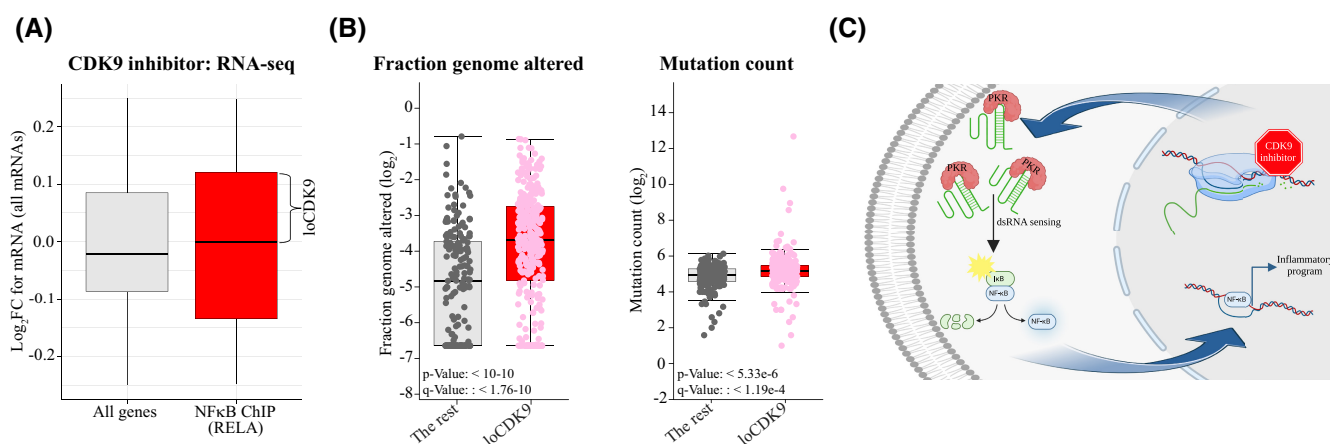 (A)
CDK9 inhibitor: RNA-seq
Log2FC for mRNA (all mRNAs)
0.2
0.1
0.0
-0.1
-0.2
loCDK9
All genes
NFκB ChIP
(RELA)
(B)
Fraction genome altered
Fraction genome altered (log2)
0
-1
-2
-3
-4
-5
-6
-7
-8
p-Value: < 10-10
q-Value: : < 1.76-10
The rest
loCDK9
Mutation count
Mutation count (log2)
14
12
10
8
6
4
2
0
-2
p-Value: < 5.33e-6
q-Value: < 1.19e-4
The rest
loCDK9
(C)
PKR
PKR
PKR
dsRNA sensing
IκB
NF-κB
NF-κB
CDK9
inhibitor
Inflammatory
program
NF-κB